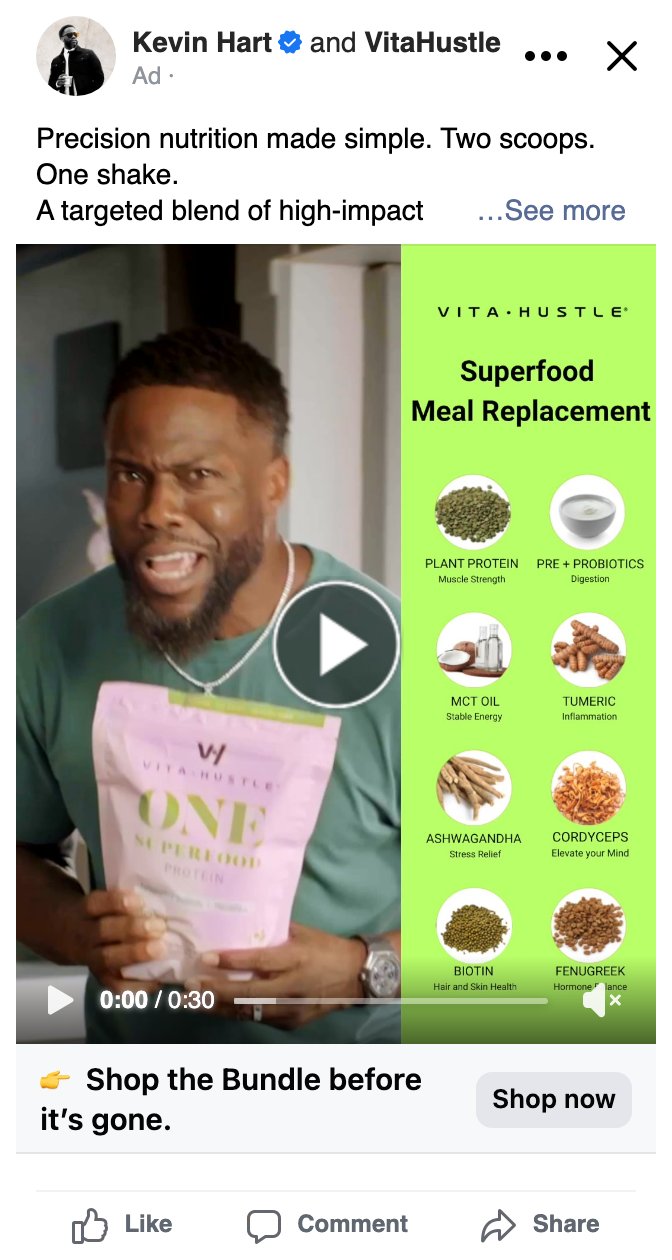 Kevin Hart and VitaHustle
Ad ·
Precision nutrition made simple. Two scoops.
One shake.
A targeted blend of high-impact ...See more
VITA·HUSTLE®
Superfood
Meal Replacement
PLANT PROTEIN
Muscle Strength
PRE + PROBIOTICS
Digestion
MCT OIL
Stable Energy
TUMERIC
Inflammation
ASHWAGANDHA
Stress Relief
CORDYCEPS
Elevate your Mind
BIOTIN
Hair and Skin Health
FENUGREEK
Hormone
VITA·HUSTLE
ONE
SUPERFOOD
PROTEIN
0:00 / 0:30
👉 Shop the Bundle before
it's gone.
Shop now
Like
Comment
Share